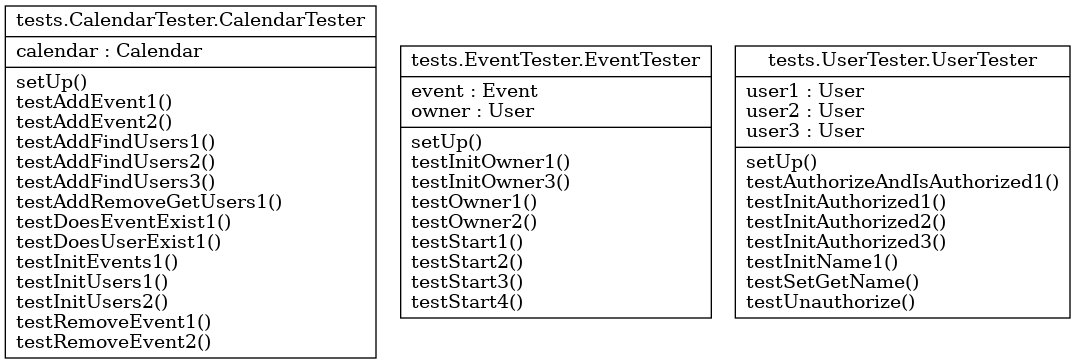 tests.CalendarTester.CalendarTester
calendar : Calendar
setUp()
testAddEvent1()
testAddEvent2()
testAddFindUsers1()
testAddFindUsers2()
testAddFindUsers3()
testAddRemoveGetUsers1()
testDoesEventExist1()
testDoesUserExist1()
testInitEvents1()
testInitUsers1()
testInitUsers2()
testRemoveEvent1()
testRemoveEvent2()
tests.EventTester.EventTester
event : Event
owner : User
setUp()
testInitOwner1()
testInitOwner3()
testOwner1()
testOwner2()
testStart1()
testStart2()
testStart3()
testStart4()
tests.UserTester.UserTester
user1 : User
user2 : User
user3 : User
setUp()
testAuthorizeAndIsAuthorized1()
testInitAuthorized1()
testInitAuthorized2()
testInitAuthorized3()
testInitName1()
testSetGetName()
testUnauthorize()